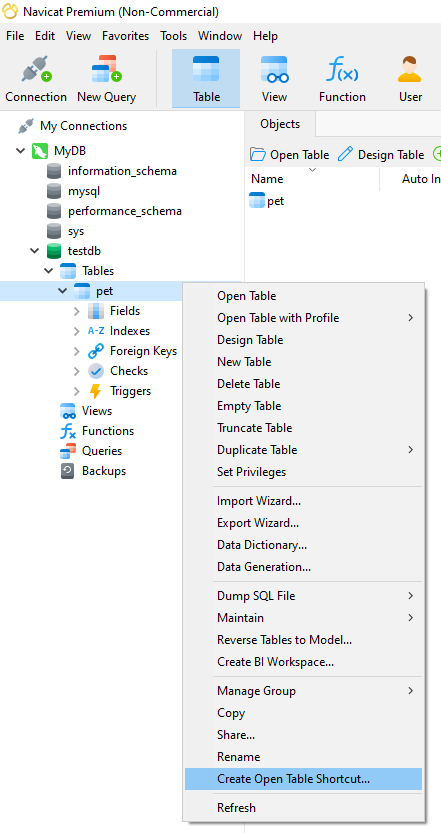 Navicat Premium (Non-Commercial)
File Edit View Favorites Tools Window Help
Connection New Query Table View Function User
My Connections
MyDB
information_schema
mysql
performance_schema
sys
testdb
Tables
pet
Fields
A-Z Indexes
Foreign Keys
Checks
Triggers
Views
Functions
Queries
Backups
Objects
Open Table Design Table
Name Auto In
pet
Open Table
Open Table with Profile
Design Table
New Table
Delete Table
Empty Table
Truncate Table
Duplicate Table
Set Privileges
Import Wizard...
Export Wizard...
Data Dictionary...
Data Generation...
Dump SQL File
Maintain
Reverse Tables to Model...
Create BI Workspace...
Manage Group
Copy
Share...
Rename
Create Open Table Shortcut...
Refresh